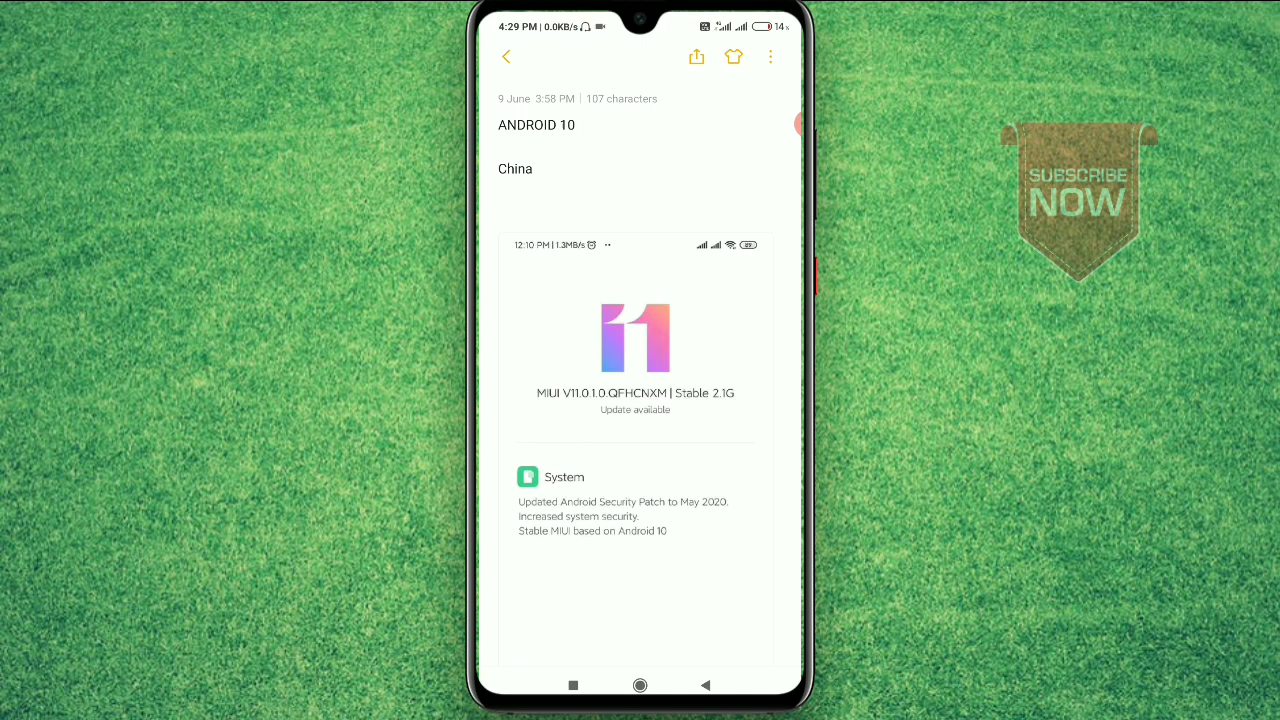 4:29 PM | 0.0KB/s 4G 14%
9 June 3:58 PM | 107 characters
ANDROID 10
China
12:10 PM | 1.3MB/s
11
MIUI V11.0.1.0.QFHCNXM | Stable 2.1G
Update available
System
Updated Android Security Patch to May 2020.
Increased system security.
Stable MIUI based on Android 10
SUBSCRIBE
NOW